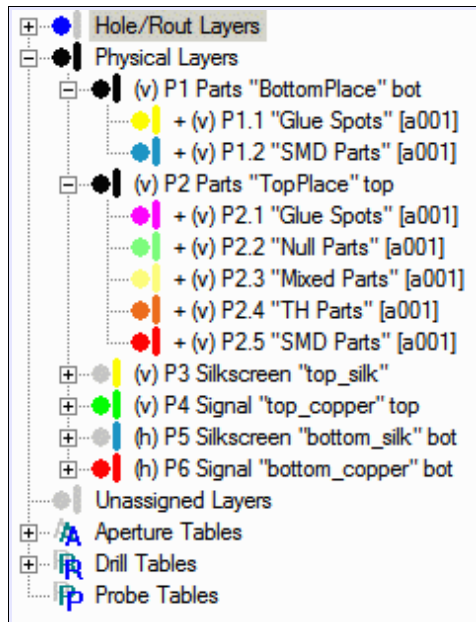 Hole/Rout Layers
Physical Layers
(v) P1 Parts "BottomPlace" bot
+ (v) P1.1 "Glue Spots" [a001]
+ (v) P1.2 "SMD Parts" [a001]
(v) P2 Parts "TopPlace" top
+ (v) P2.1 "Glue Spots" [a001]
+ (v) P2.2 "Null Parts" [a001]
+ (v) P2.3 "Mixed Parts" [a001]
+ (v) P2.4 "TH Parts" [a001]
+ (v) P2.5 "SMD Parts" [a001]
(v) P3 Silkscreen "top_silk"
(v) P4 Signal "top_copper" top
(h) P5 Silkscreen "bottom_silk" bot
(h) P6 Signal "bottom_copper" bot
Unassigned Layers
Aperture Tables
Drill Tables
Probe Tables